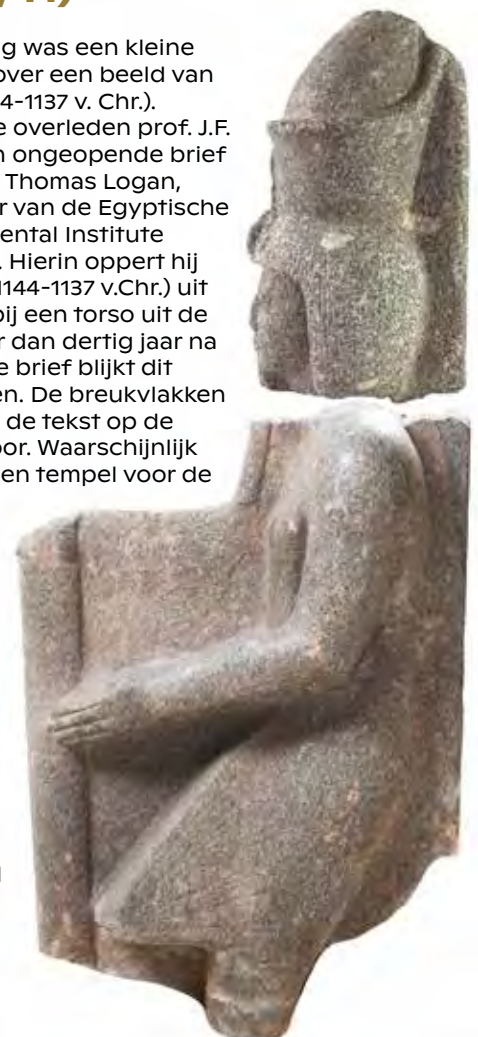 g was een kleine
over een beeld van
4-1137 v. Chr.).
e overleden prof. J.F.
n ongeopende brief
Thomas Logan,
r van de Egyptische
ental Institute
. Hierin oppert hij
1144-1137 v.Chr.) uit
bij een torso uit de
r dan dertig jaar na
e brief blijkt dit
en. De breukvlakken
de tekst op de
oor. Waarschijnlijk
en tempel voor de